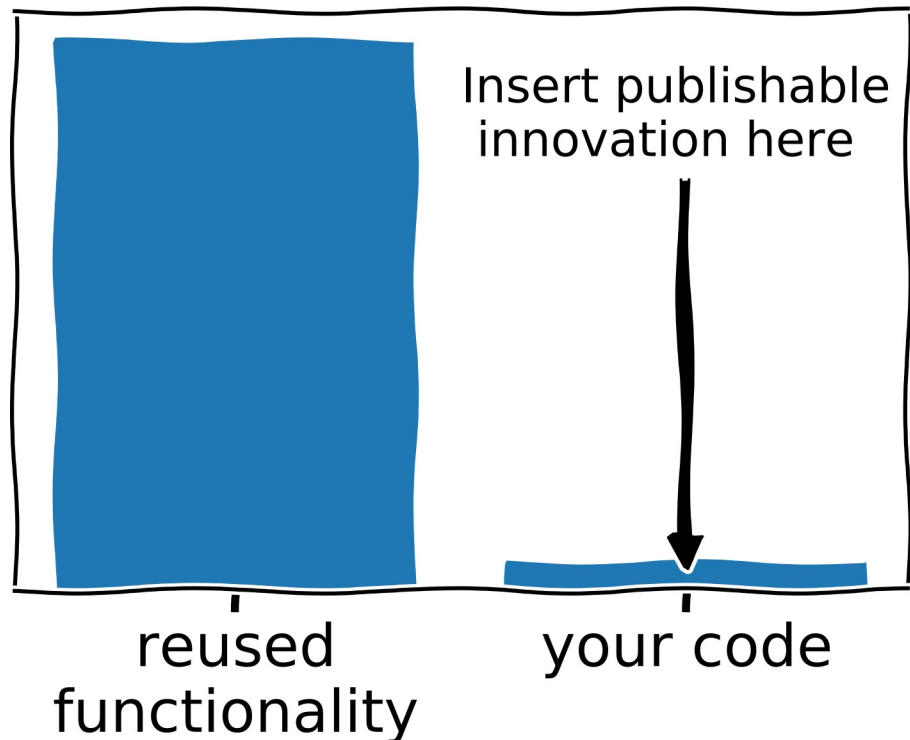 Insert publishable
innovation here
reused
functionality
your code